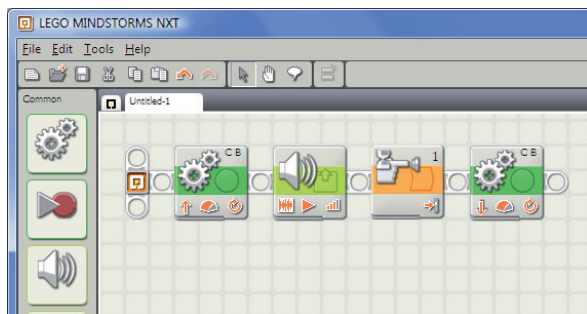 LEGO MINDSTORMS NXT
File Edit Tools Help
Common
Untitled-1
C B
1
C B